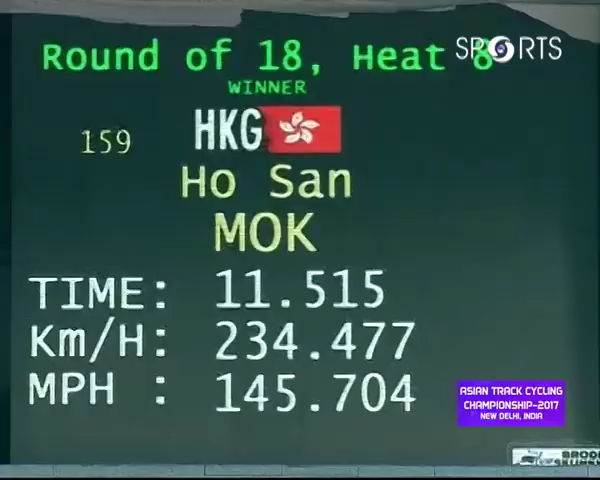 Round of 18, Heat 8
SPORTS
WINNER
159
HKG
Ho San
MOK
TIME: 11.515
Km/H: 234.477
MPH : 145.704
ASIAN TRACK CYCLING
CHAMPIONSHIP-2017
NEW DELHI, INDIA